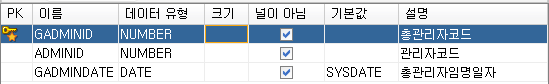 PK 이름 데이터 유형 크기 널이 아님 기본값 설명
GADMINID NUMBER 총관리자코드
ADMINID NUMBER 관리자코드
GADMINDATE DATE SYSDATE 총관리자임명일자